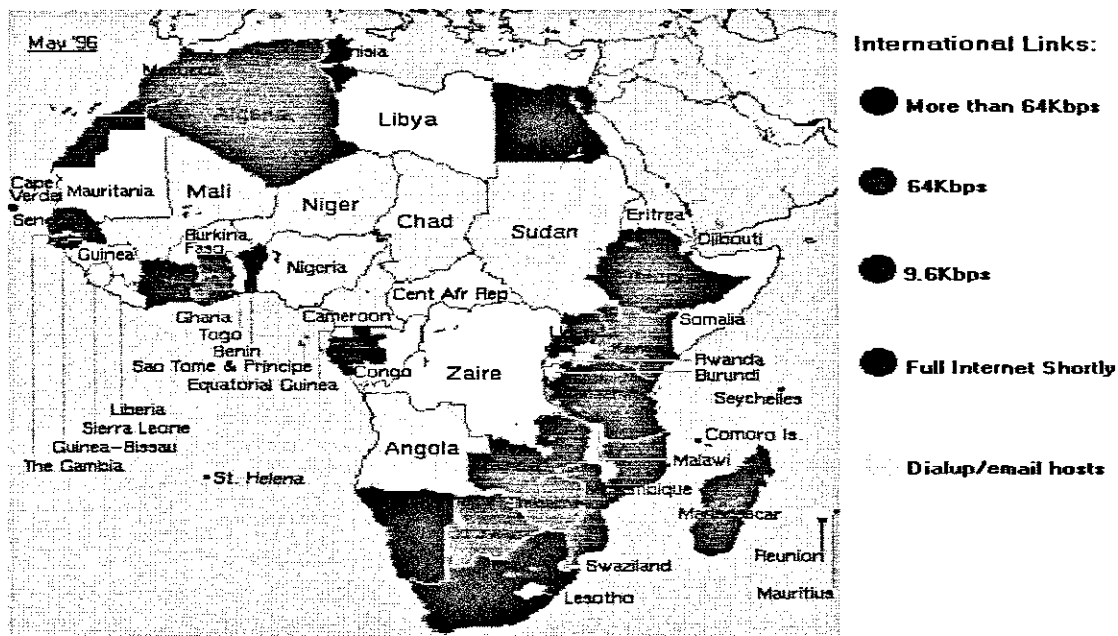 May '96
International Links:
More than 64Kbps
64Kbps
9.6Kbps
Full Internet Shortly
Dialup/email hosts
Libya
Cape
Verde
Mauritania
Mali
Niger
Chad
Sudan
Eritrea
Djibouti
Guinea
Burkina
Faso
Nigeria
Cent Afr Rep
Ghana
Cameroon
Somalia
Togo
Benin
Sao Tome & Principe
Equatorial Guinea
Congo
Zaire
Rwanda
Burundi
Seychelles
Liberia
Sierra Leone
Guinea-Bissau
The Gambia
Angola
Comoro Is.
Malawi
St. Helena
Reunion
Mauritius
Swaziland
Lesotho